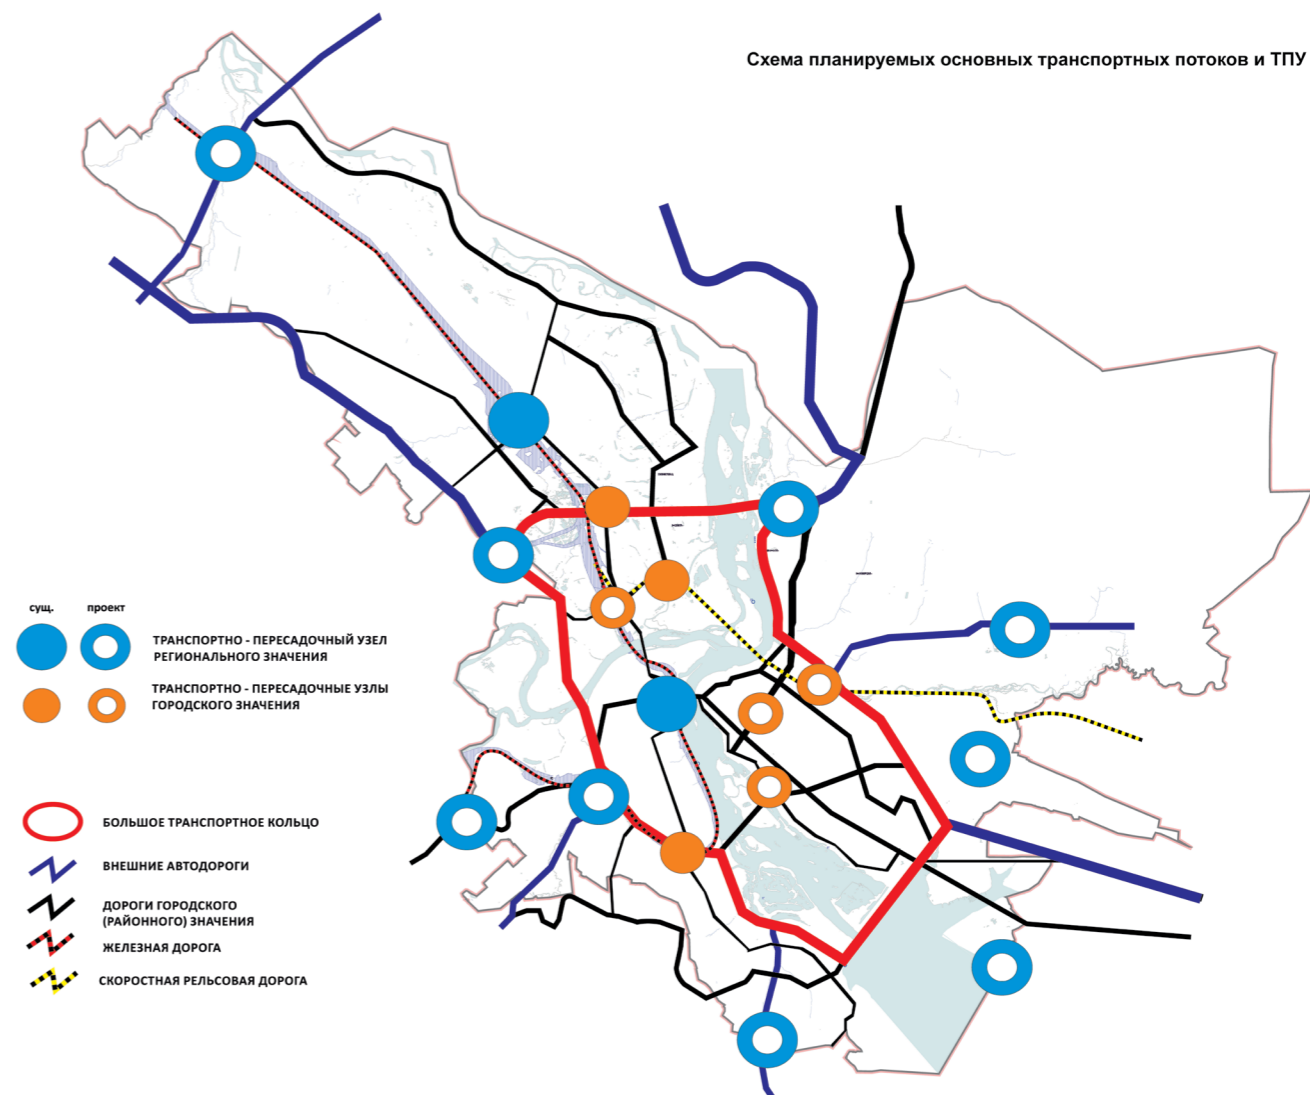 Схема планируемых основных транспортных потоков и ТПУ
сущ. проект
ТРАНСПОРТНО - ПЕРЕСАДОЧНЫЙ УЗЕЛ
РЕГИОНАЛЬНОГО ЗНАЧЕНИЯ
ТРАНСПОРТНО - ПЕРЕСАДОЧНЫЕ УЗЛЫ
ГОРОДСКОГО ЗНАЧЕНИЯ
БОЛЬШОЕ ТРАНСПОРТНОЕ КОЛЬЦО
ВНЕШНИЕ АВТОДОРОГИ
ДОРОГИ ГОРОДСКОГО
(РАЙОННОГО) ЗНАЧЕНИЯ
ЖЕЛЕЗНАЯ ДОРОГА
СКОРОСТНАЯ РЕЛЬСОВАЯ ДОРОГА